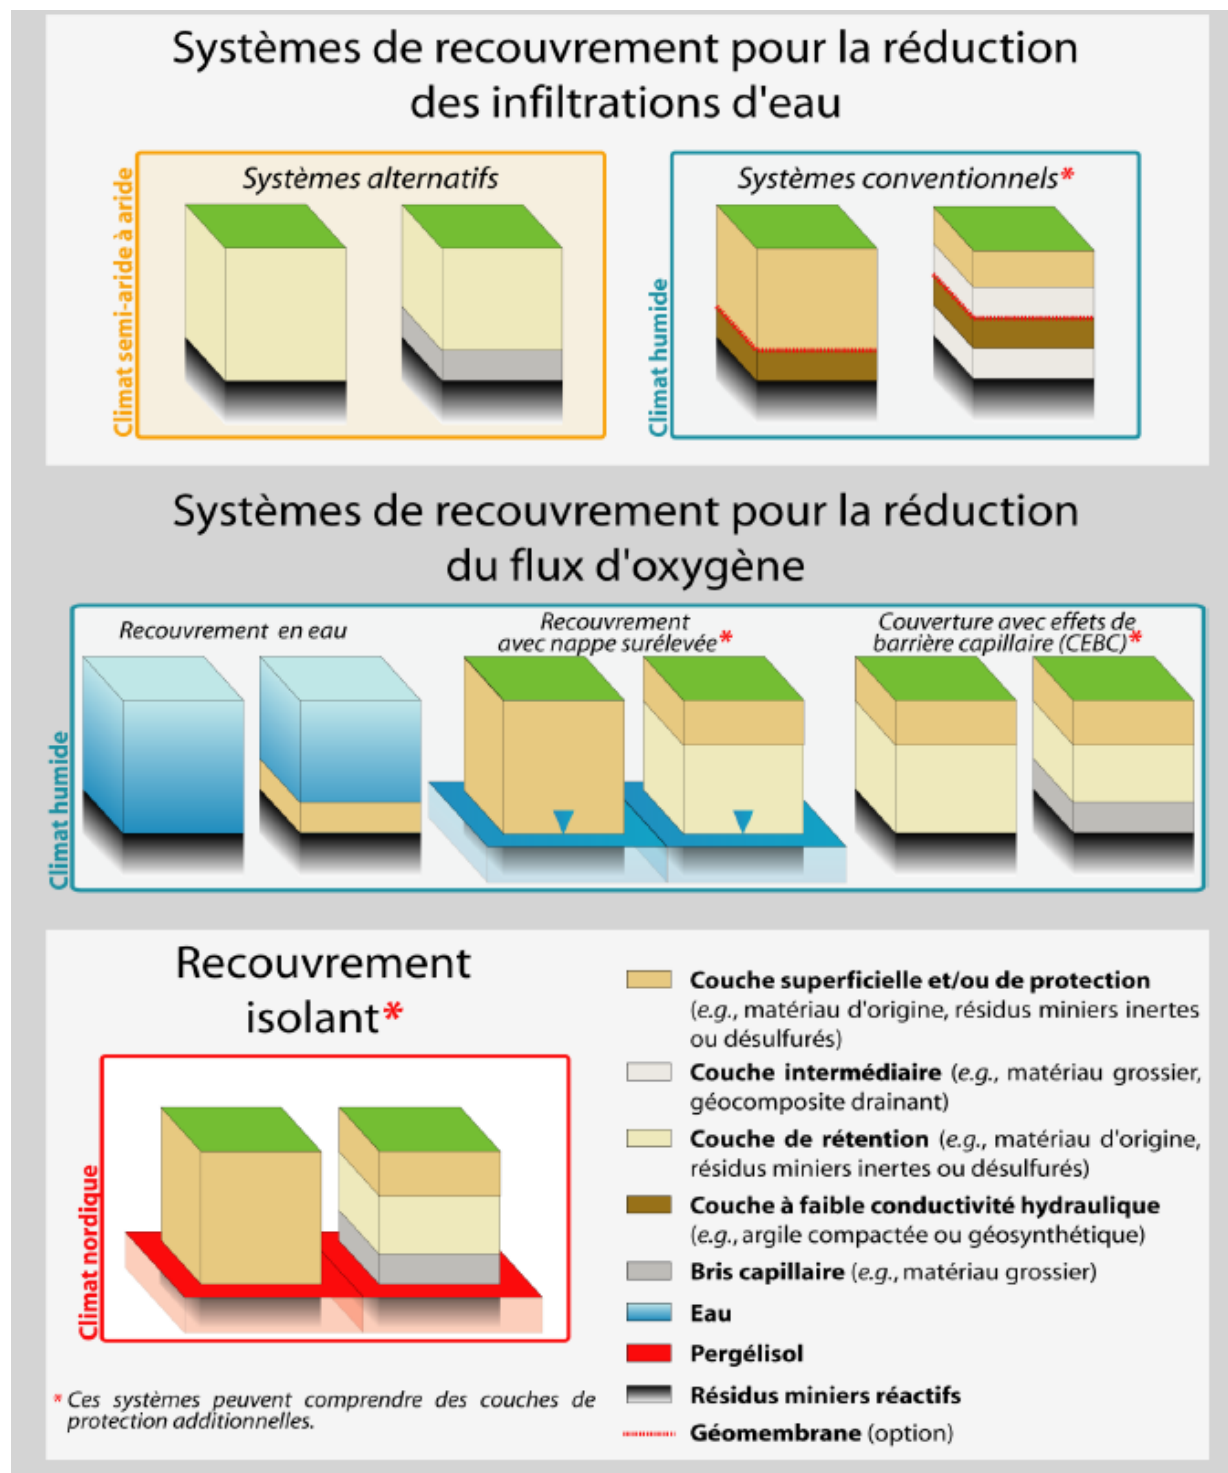 Systèmes de recouvrement pour la réduction
des infiltrations d'eau
Climat semi-aride à aride
Systèmes alternatifs
Climat humide
Systèmes conventionnels*
Systèmes de recouvrement pour la réduction
du flux d'oxygène
Climat humide
Recouvrement en eau
Recouvrement
avec nappe surélevée*
Couverture avec effets de
barrière capillaire (CEBC)*
Recouvrement
isolant*
Climat nordique
* Ces systèmes peuvent comprendre des couches de
protection additionnelles.
Couche superficielle et/ou de protection
(e.g., matériau d'origine, résidus miniers inertes
ou désulfurés)
Couche intermédiaire (e.g., matériau grossier,
géocomposite drainant)
Couche de rétention (e.g., matériau d'origine,
résidus miniers inertes ou désulfurés)
Couche à faible conductivité hydraulique
(e.g., argile compactée ou géosynthétique)
Bris capillaire (e.g., matériau grossier)
Eau
Pergélisol
Résidus miniers réactifs
Géomembrane (option)